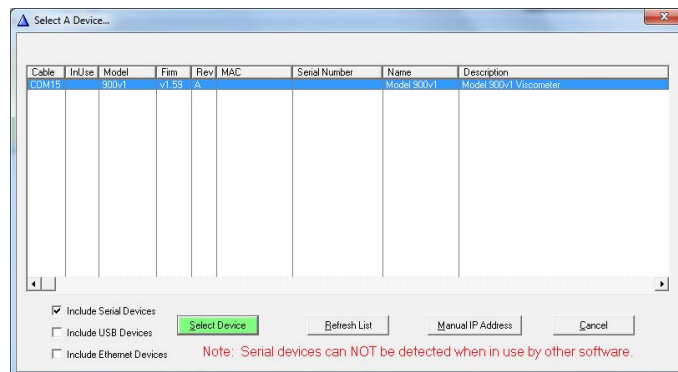 Select A Device...
Cable InUse Model Firm Rev MAC Serial Number Name Description
COM15 900v1 v1.59 A Model 900v1 Model 900v1 Viscometer
Include Serial Devices
Include USB Devices
Include Ethernet Devices
Select Device Refresh List Manual IP Address Cancel
Note: Serial devices can NOT be detected when in use by other software.